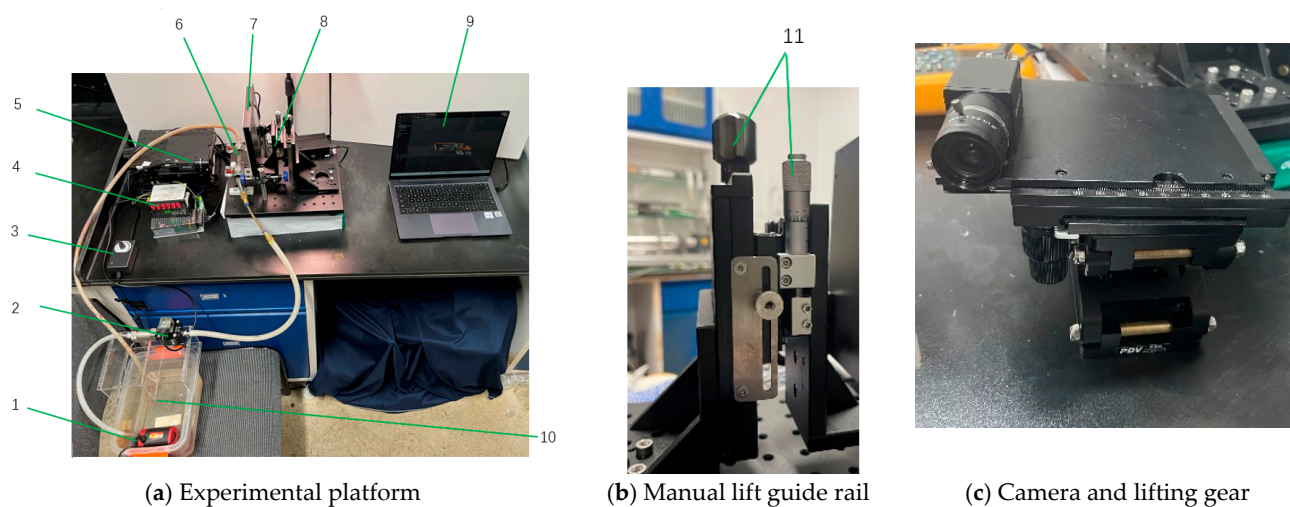 6
7
8
9
5
4
3
2
1
10
11
PDV
(a) Experimental platform
(b) Manual lift guide rail
(c) Camera and lifting gear